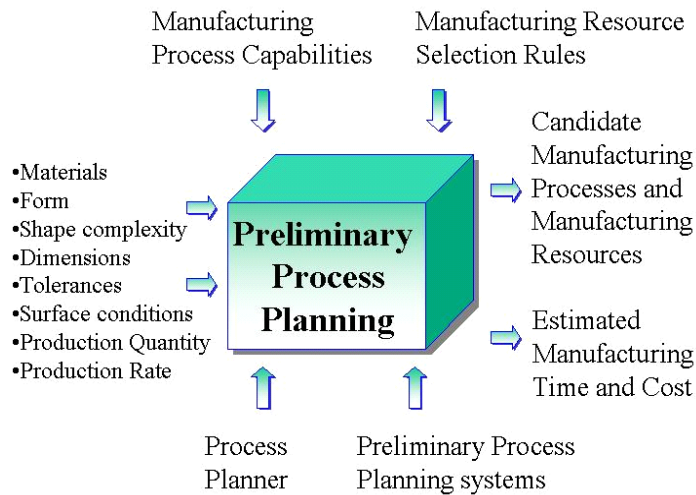 Manufacturing
Process Capabilities
Manufacturing Resource
Selection Rules
•Materials
•Form
•Shape complexity
•Dimensions
•Tolerances
•Surface conditions
•Production Quantity
•Production Rate
Preliminary
Process
Planning
Candidate
Manufacturing
Processes and
Manufacturing
Resources
Estimated
Manufacturing
Time and Cost
Process
Planner
Preliminary Process
Planning systems